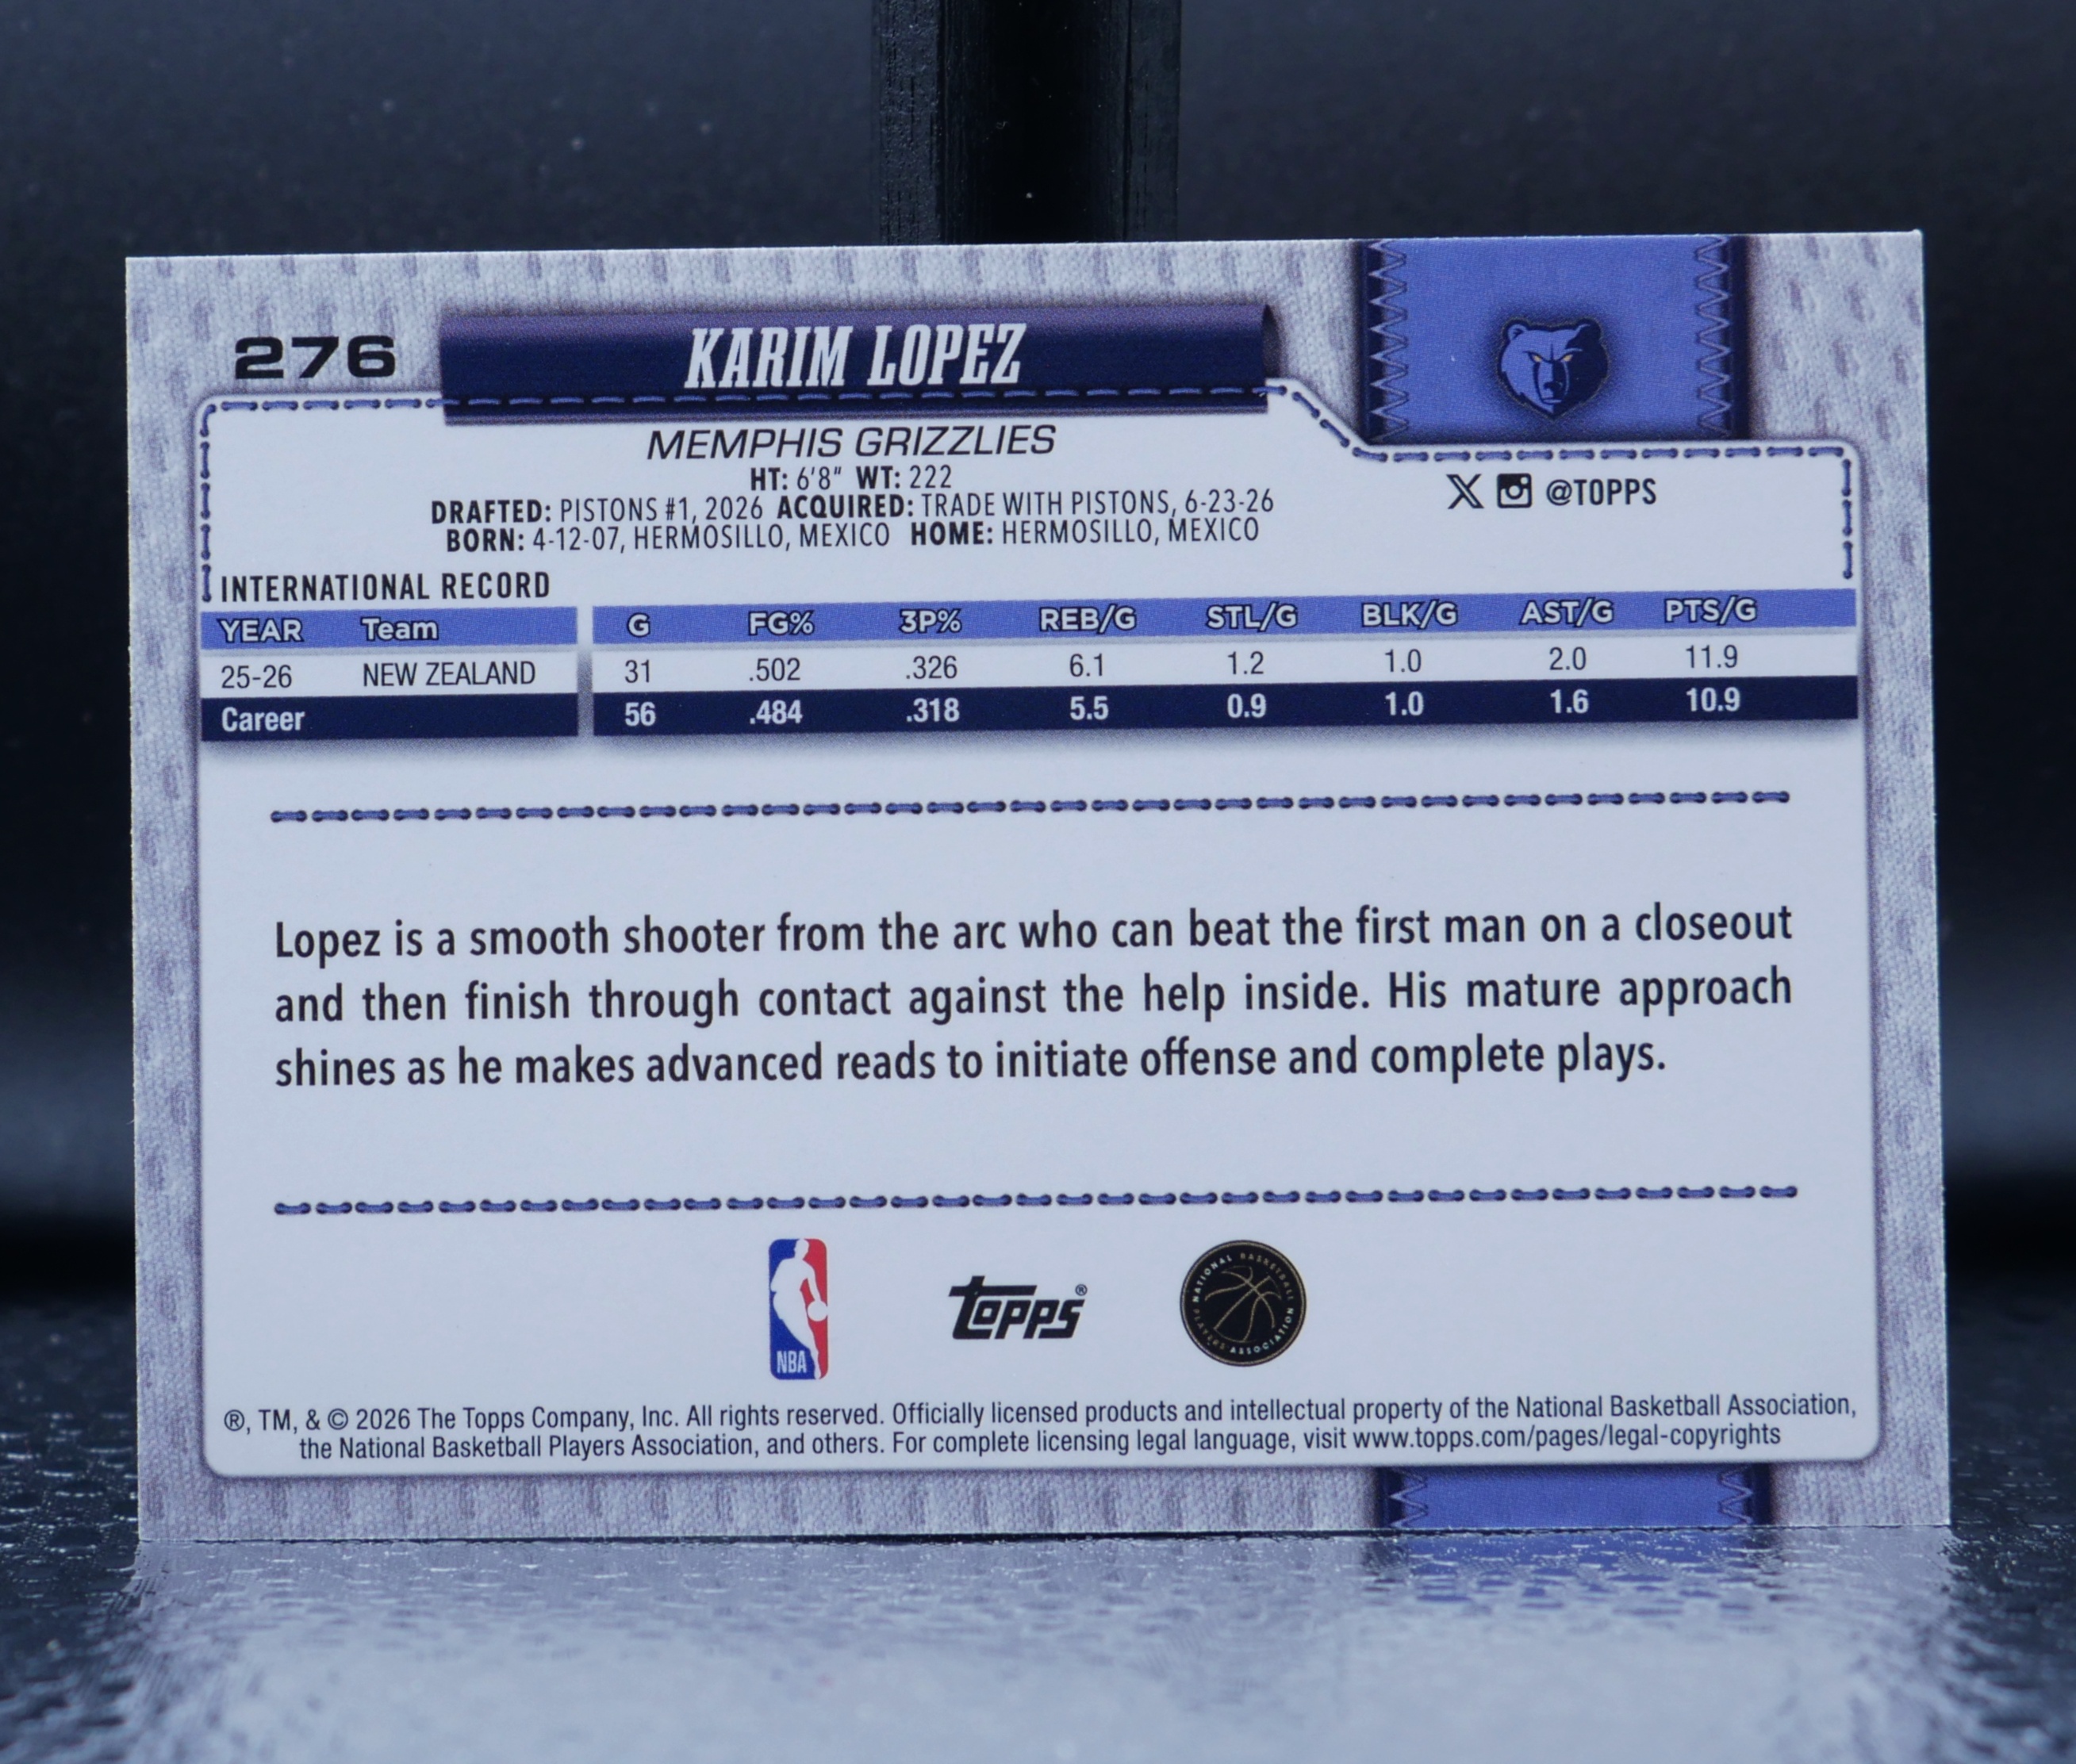 276
KARIM LOPEZ
MEMPHIS GRIZZLIES
HT: 6'8" WT: 222
DRAFTED: PISTONS #1, 2026 ACQUIRED: TRADE WITH PISTONS, 6-23-26
BORN: 4-12-07, HERMOSILLO, MEXICO HOME: HERMOSILLO, MEXICO
@TOPPS
INTERNATIONAL RECORD
YEAR Team G FG% 3P% REB/G STL/G BLK/G AST/G PTS/G
25-26 NEW ZEALAND 31 .502 .326 6.1 1.2 1.0 2.0 11.9
Career 56 .484 .318 5.5 0.9 1.0 1.6 10.9
Lopez is a smooth shooter from the arc who can beat the first man on a closeout
and then finish through contact against the help inside. His mature approach
shines as he makes advanced reads to initiate offense and complete plays.
NBA
Topps®
NATIONAL BASKETBALL PLAYERS ASSOCIATION
®, TM, & © 2026 The Topps Company, Inc. All rights reserved. Officially licensed products and intellectual property of the National Basketball Association,
the National Basketball Players Association, and others. For complete licensing legal language, visit www.topps.com/pages/legal-copyrights